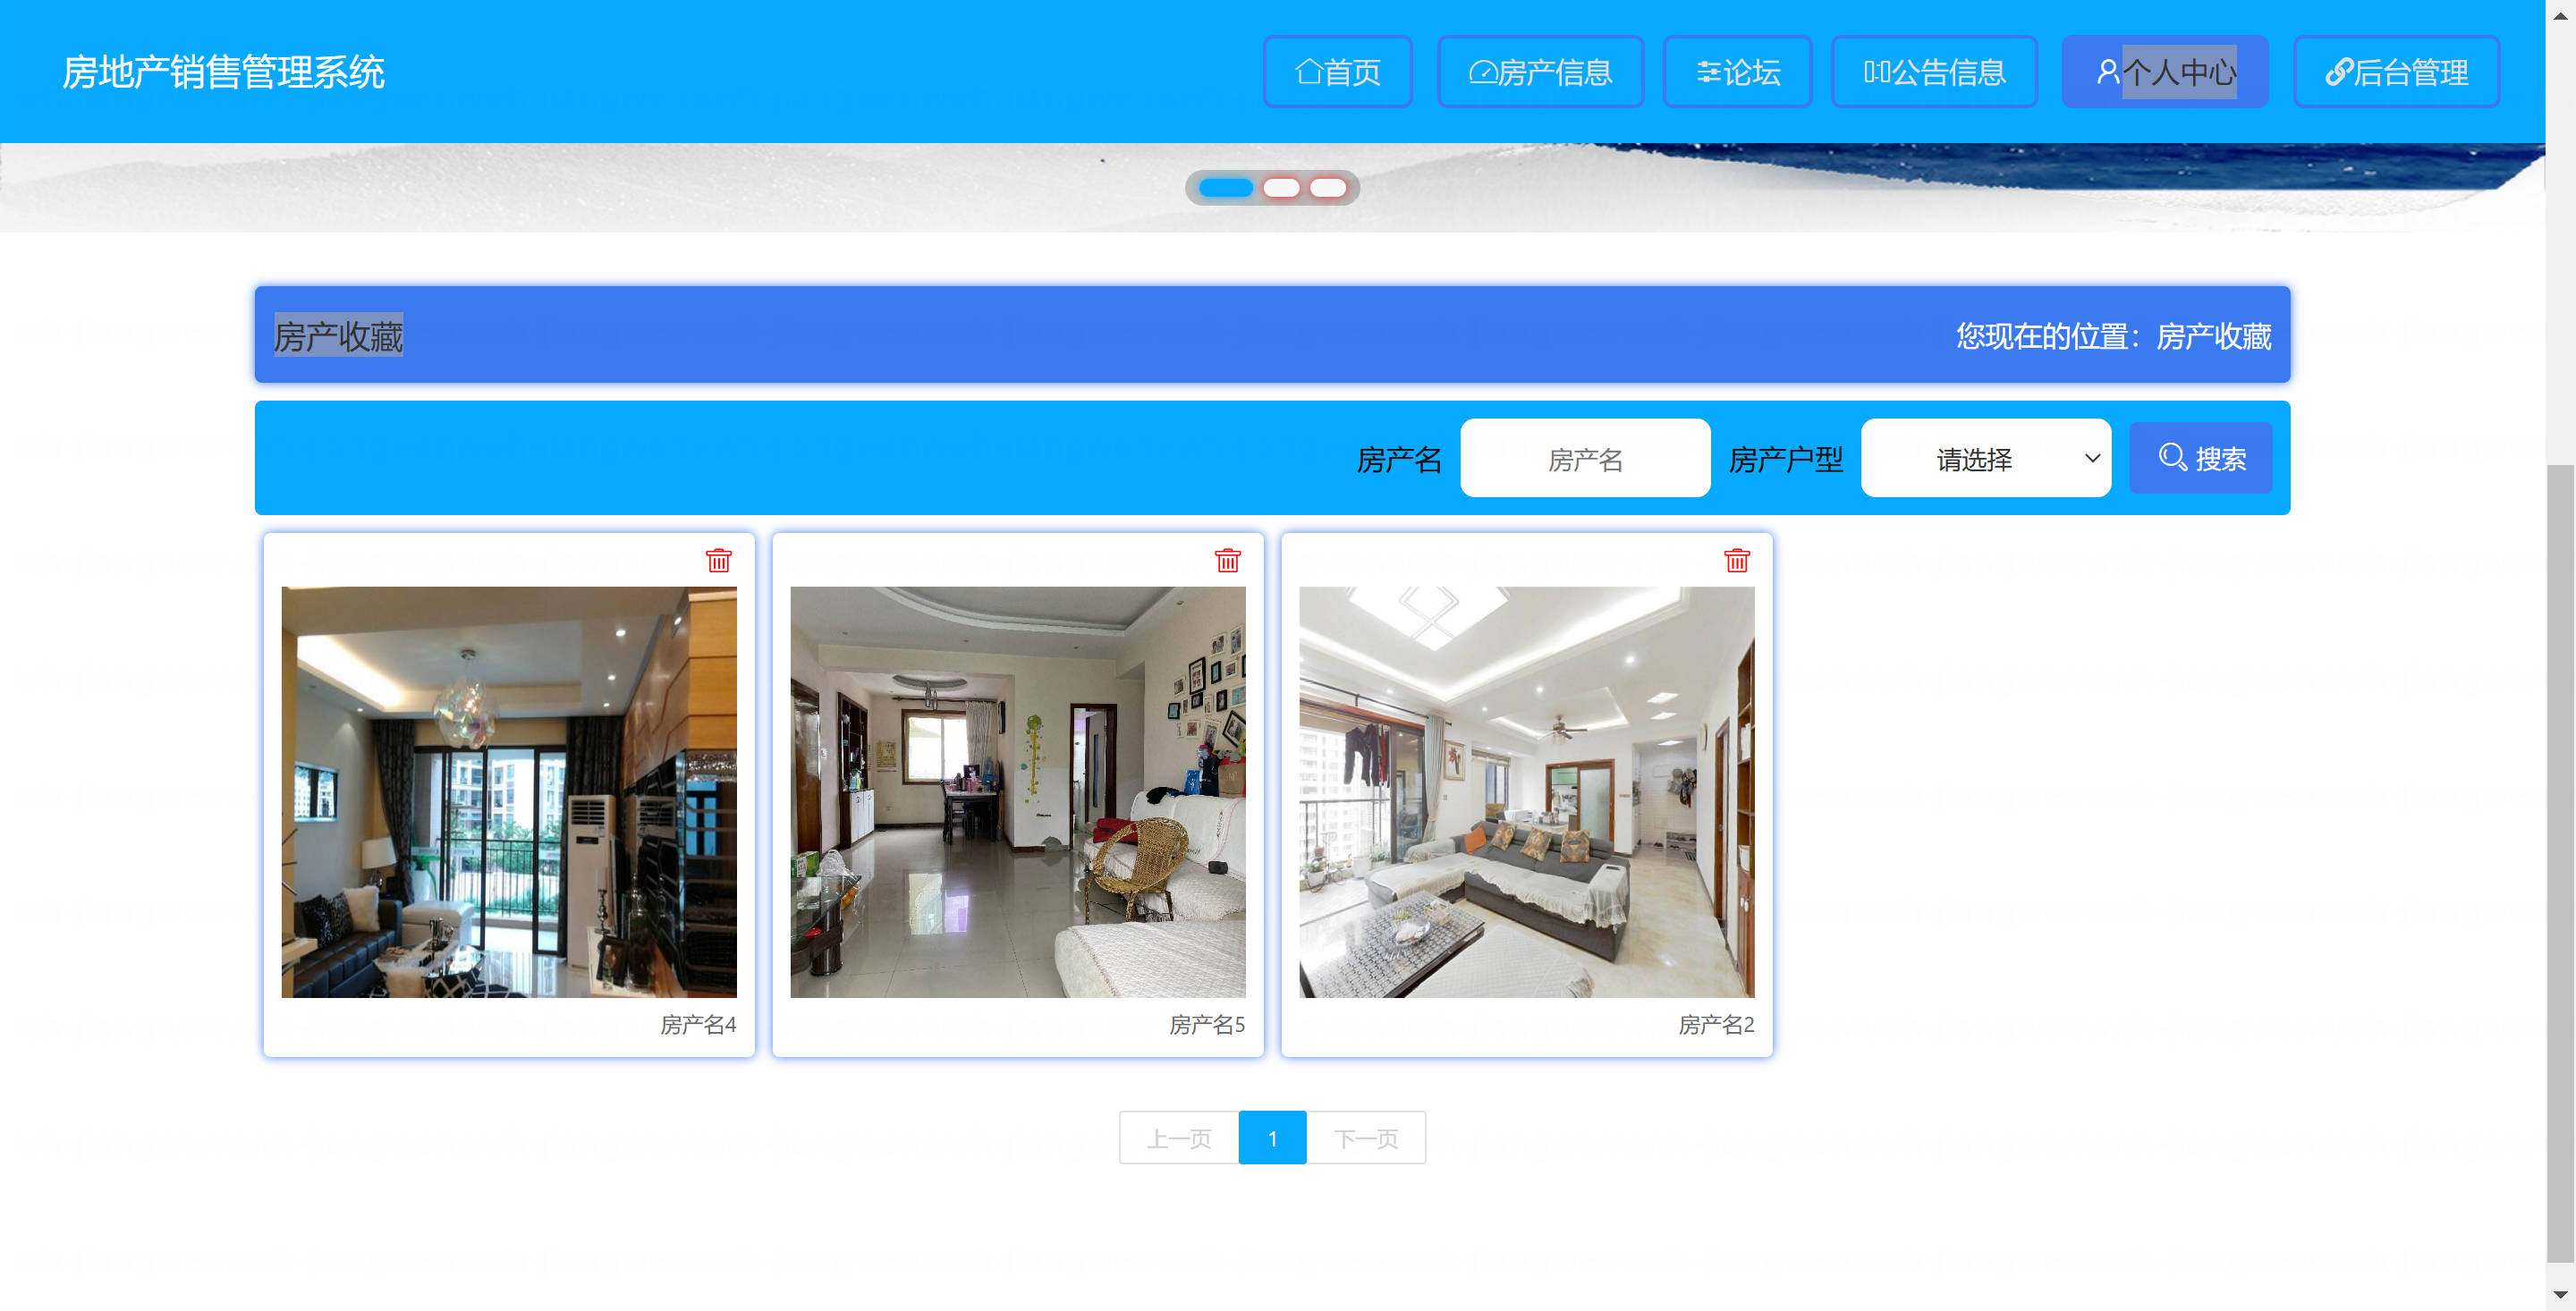 房地产销售管理系统
首页 房产信息 论坛 公告信息 个人中心 后台管理
房产收藏 您现在的位置：房产收藏
房产名 房产名 房产户型 请选择 搜索
房产名4 房产名5 房产名2
上一页 1 下一页